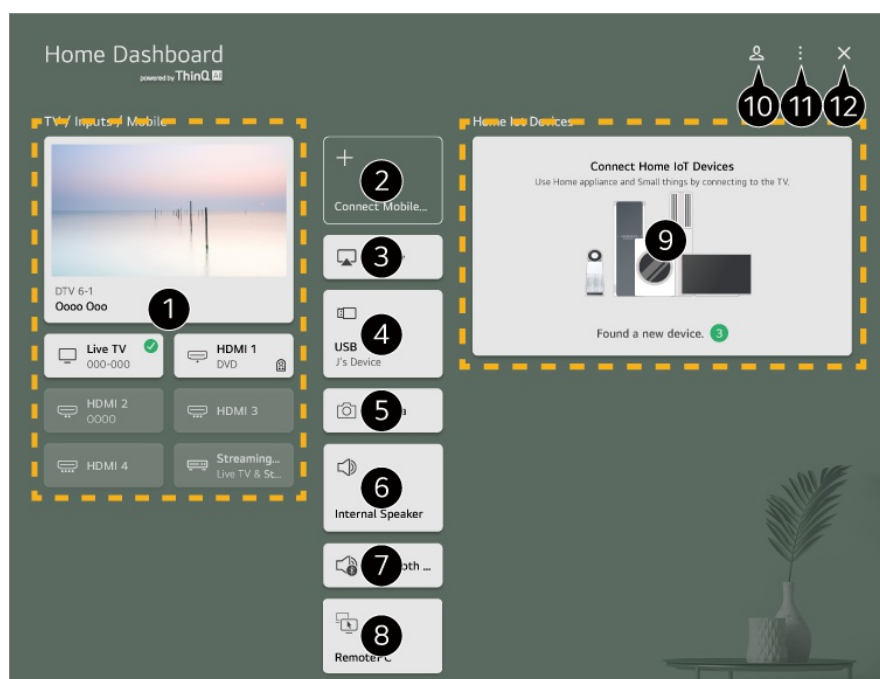 Home Dashboard
powered by ThinQ AI
10
11
12
TV / Inputs / Mobile
Home Iot Devices
DTV 6-1
Oooo Ooo
1
Live TV
000-000
HDMI 1
DVD
HDMI 2
0000
HDMI 3
HDMI 4
Streaming...
Live TV & St...
2
Connect Mobile...
3
4
USB
J's Device
5
6
Internal Speaker
7
8
Connect Home IoT Devices
Use Home appliance and Small things by connecting to the TV.
9
Found a new device. 3